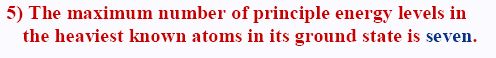 5) The maximum number of principle energy levels in
the heaviest known atoms in its ground state is seven.